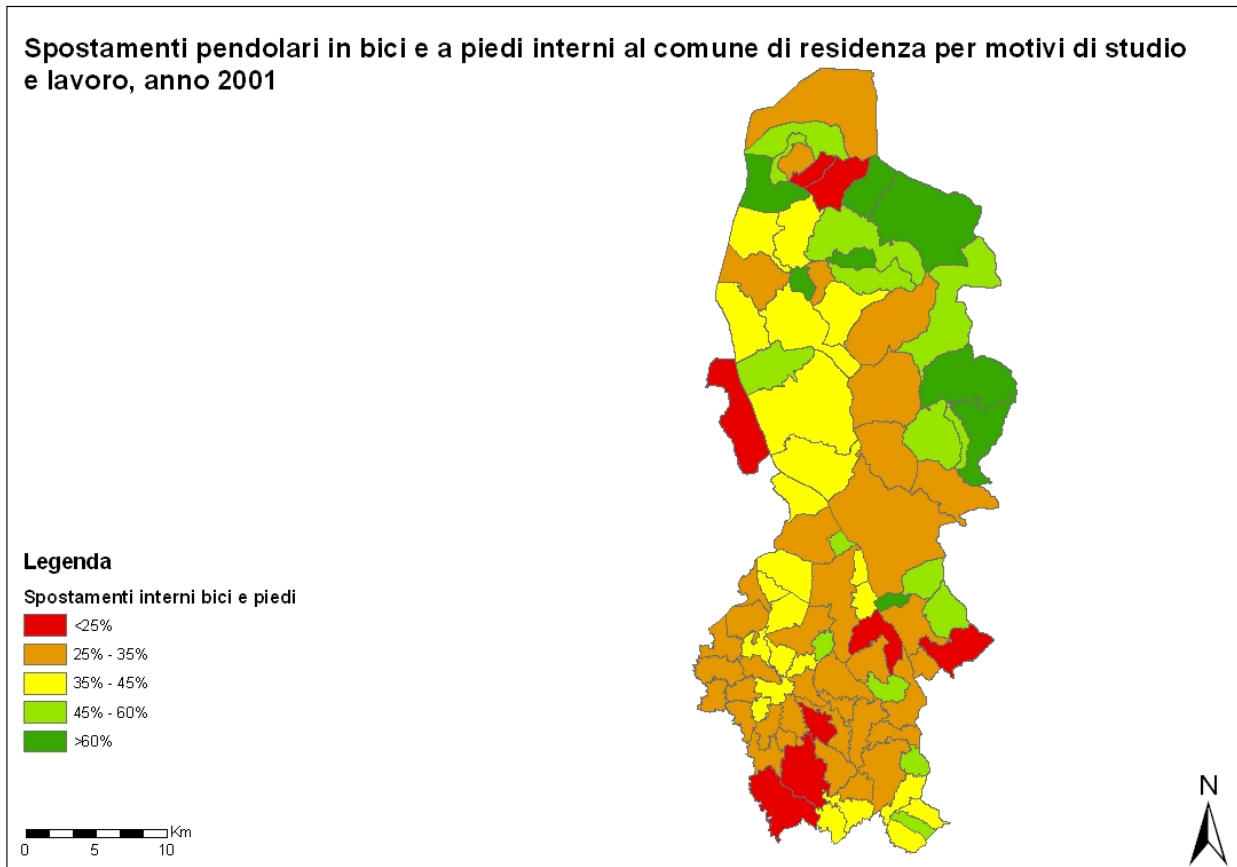 Spostamenti pendolari in bici e a piedi interni al comune di residenza per motivi di studio
e lavoro, anno 2001
Legenda
Spostamenti interni bici e piedi
<25%
25% - 35%
35% - 45%
45% - 60%
>60%
Km
0 5 10
N